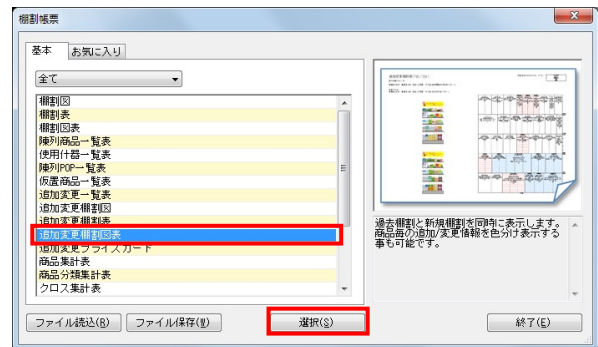 棚割帳票
基本 お気に入り
全て
棚割図
棚割表
棚割図表
陳列商品一覧表
使用什器一覧表
陳列POP一覧表
仮置商品一覧表
追加変更一覧表
追加変更棚割図
追加変更棚割表
追加変更棚割図表
追加変更プライスカード
商品集計表
商品分類集計表
クロス集計表
過去棚割と新規棚割を同時に表示します。
商品毎の追加/変更情報を色分け表示する
事も可能です。
ファイル読込(R) ファイル保存(W) 選択(S) 終了(E)